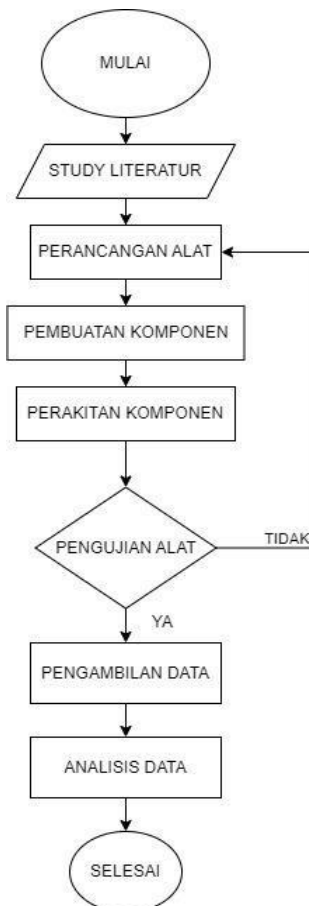 MULAI
STUDY LITERATUR
PERANCANGAN ALAT
PEMBUATAN KOMPONEN
PERAKITAN KOMPONEN
PENGUJIAN ALAT
TIDAK
YA
PENGAMBILAN DATA
ANALISIS DATA
SELESAI